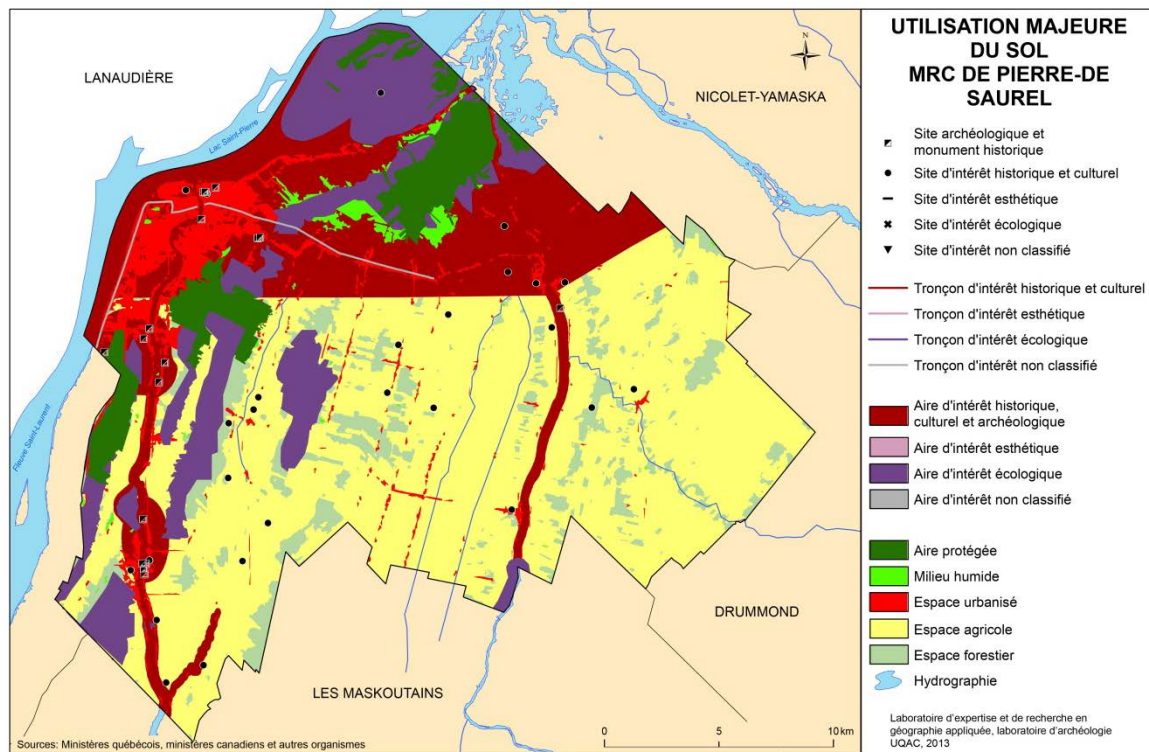 LANAUDIÈRE
NICOLET-YAMASKA
Lac Saint-Pierre
Fleuve Saint-Laurent
DRUMMOND
LES MASKOUTAINS
N
0 5 10 km
Sources: Ministères québécois, ministères canadiens et autres organismes
UTILISATION MAJEURE
DU SOL
MRC DE PIERRE-DE
SAUREL
Site archéologique et
monument historique
Site d'intérêt historique et culturel
Site d'intérêt esthétique
Site d'intérêt écologique
Site d'intérêt non classifié
Tronçon d'intérêt historique et culturel
Tronçon d'intérêt esthétique
Tronçon d'intérêt écologique
Tronçon d'intérêt non classifié
Aire d'intérêt historique,
culturel et archéologique
Aire d'intérêt esthétique
Aire d'intérêt écologique
Aire d'intérêt non classifié
Aire protégée
Milieu humide
Espace urbanisé
Espace agricole
Espace forestier
Hydrographie
Laboratoire d'expertise et de recherche en
géographie appliquée, laboratoire d'archéologie
UQAC, 2013